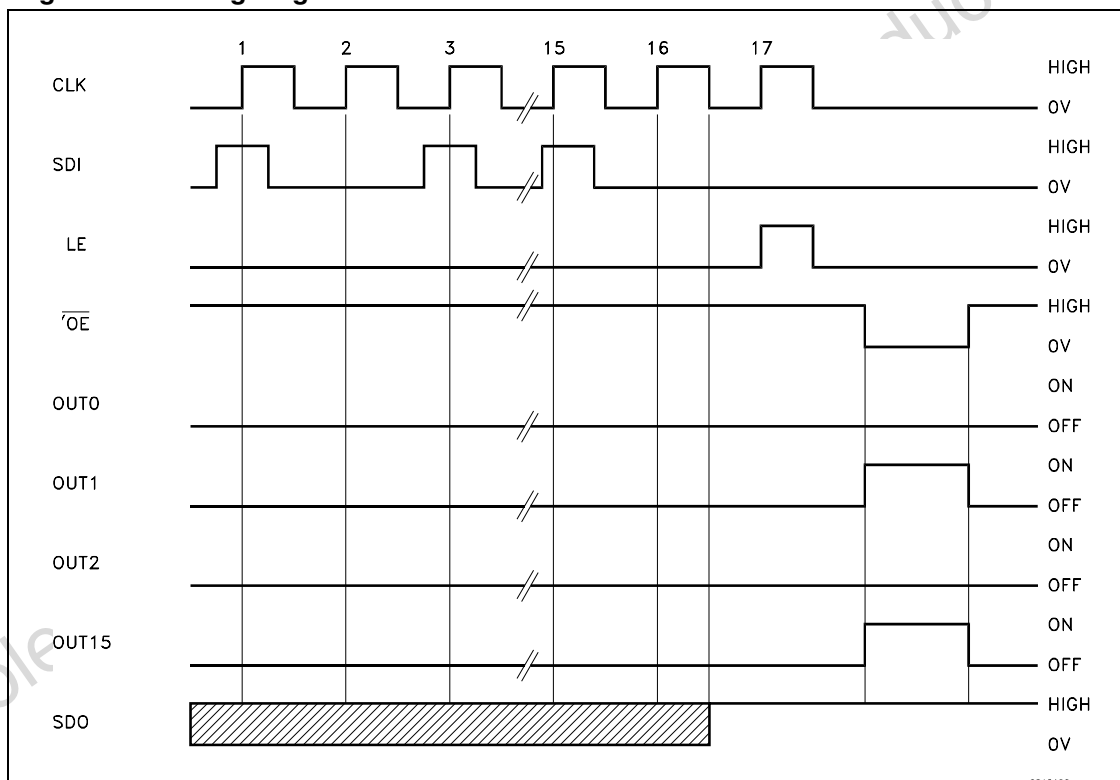 1 2 3 15 16 17
CLK HIGH
0V
SDI HIGH
0V
LE HIGH
0V
OE HIGH
0V
OUT0 ON
OFF
OUT1 ON
OFF
OUT2 ON
OFF
OUT15 ON
OFF
SDO HIGH
0V